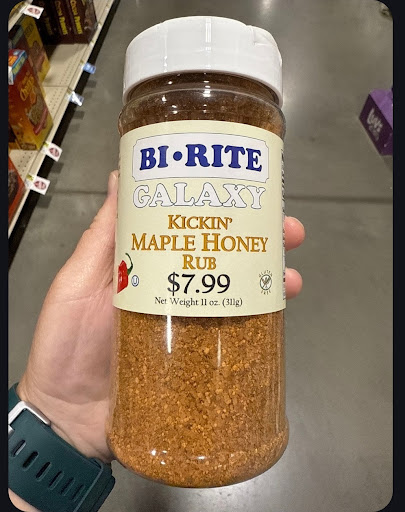 BI•RITE
GALAXY
KICKIN'
MAPLE HONEY
RUB
$7.99
Net Weight 11 oz. (311g)